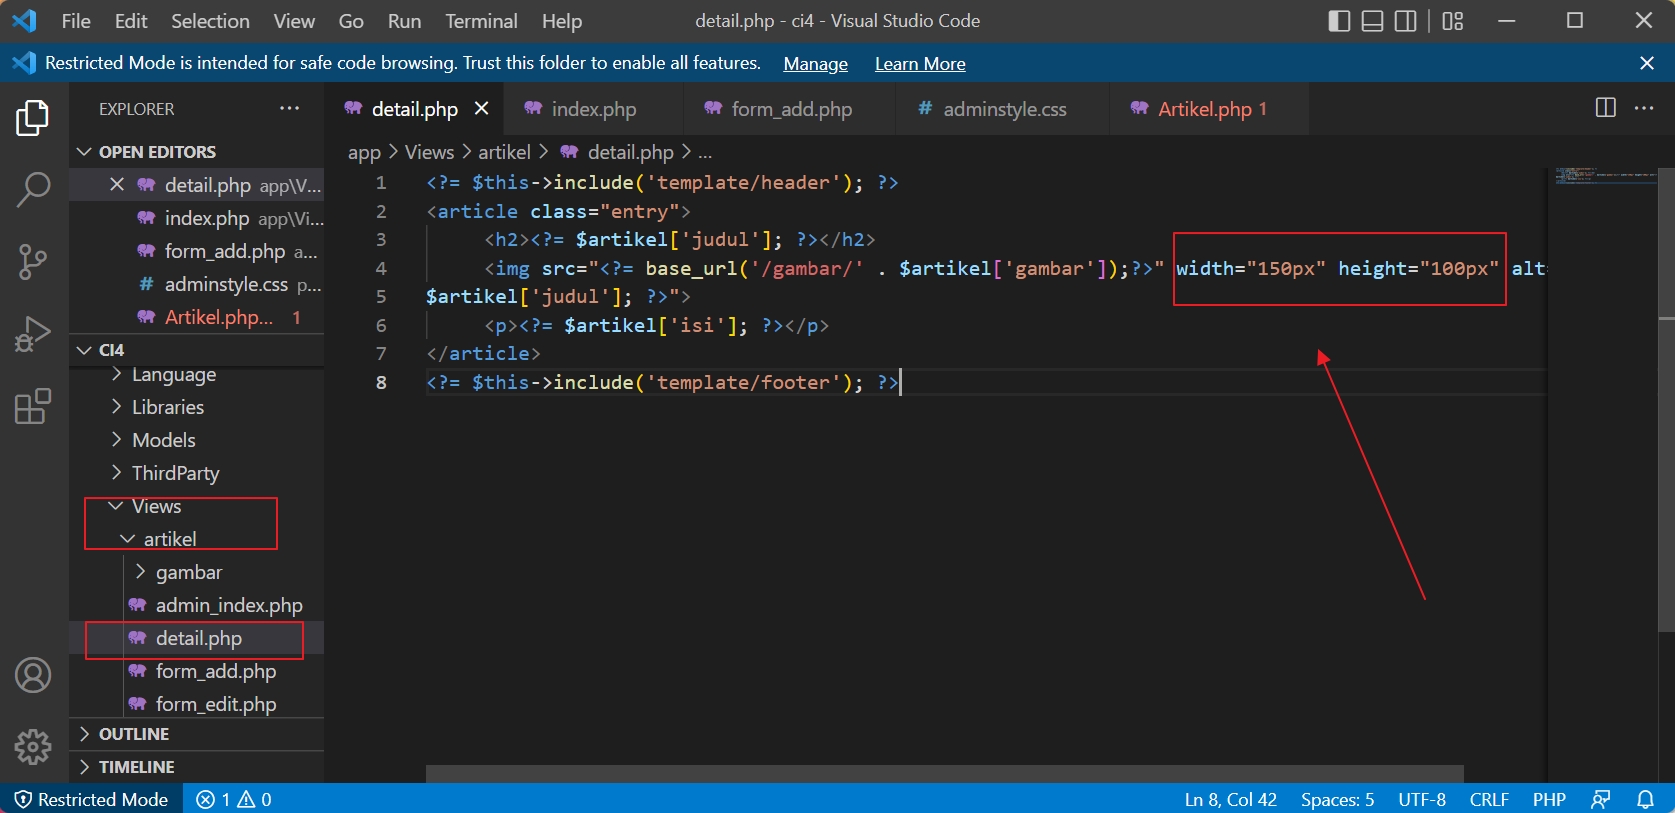 File Edit Selection View Go Run Terminal Help detail.php - ci4 - Visual Studio Code
Restricted Mode is intended for safe code browsing. Trust this folder to enable all features. Manage Learn More
EXPLORER ...
OPEN EDITORS
detail.php app\V...
index.php app\Vi...
form_add.php a...
adminstyle.css p...
Artikel.php... 1
CI4
Language
Libraries
Models
ThirdParty
Views
artikel
gambar
admin_index.php
detail.php
form_add.php
form_edit.php
OUTLINE
TIMELINE
detail.php index.php form_add.php # adminstyle.css Artikel.php 1
app > Views > artikel > detail.php > ...
1 <?= $this->include('template/header'); ?>
2 <article class="entry">
3 <h2><?= $artikel['judul']; ?></h2>
4 <img src="<?= base_url('/gambar/' . $artikel['gambar']);?>" width="150px" height="100px" alt=
5 $artikel['judul']; ?>">
6 <p><?= $artikel['isi']; ?></p>
7 </article>
8 <?= $this->include('template/footer'); ?>
Restricted Mode 1 0 Ln 8, Col 42 Spaces: 5 UTF-8 CRLF PHP